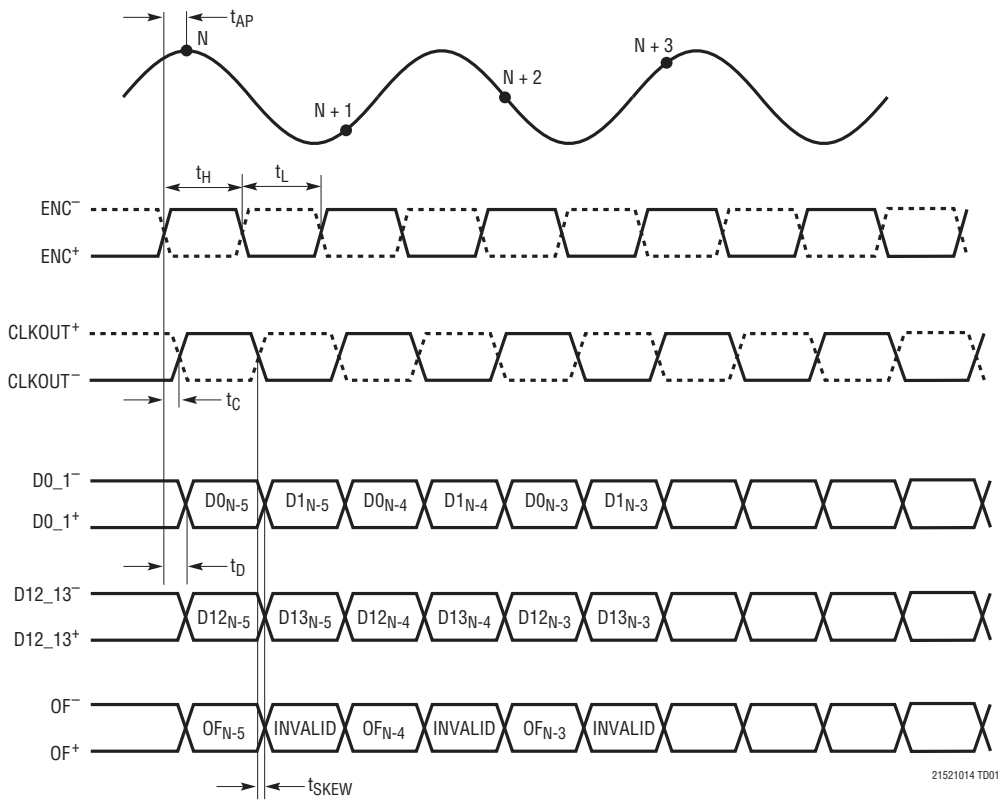 tAP
N
N + 1
N + 2
N + 3
tH
tL
ENC–
ENC+
CLKOUT+
CLKOUT–
tC
D0_1–
D0_1+
D0N-5 D1N-5 D0N-4 D1N-4 D0N-3 D1N-3
tD
D12_13–
D12_13+
D12N-5 D13N-5 D12N-4 D13N-4 D12N-3 D13N-3
OF–
OF+
OFN-5 INVALID OFN-4 INVALID OFN-3 INVALID
tSKEW
21521014 TD01